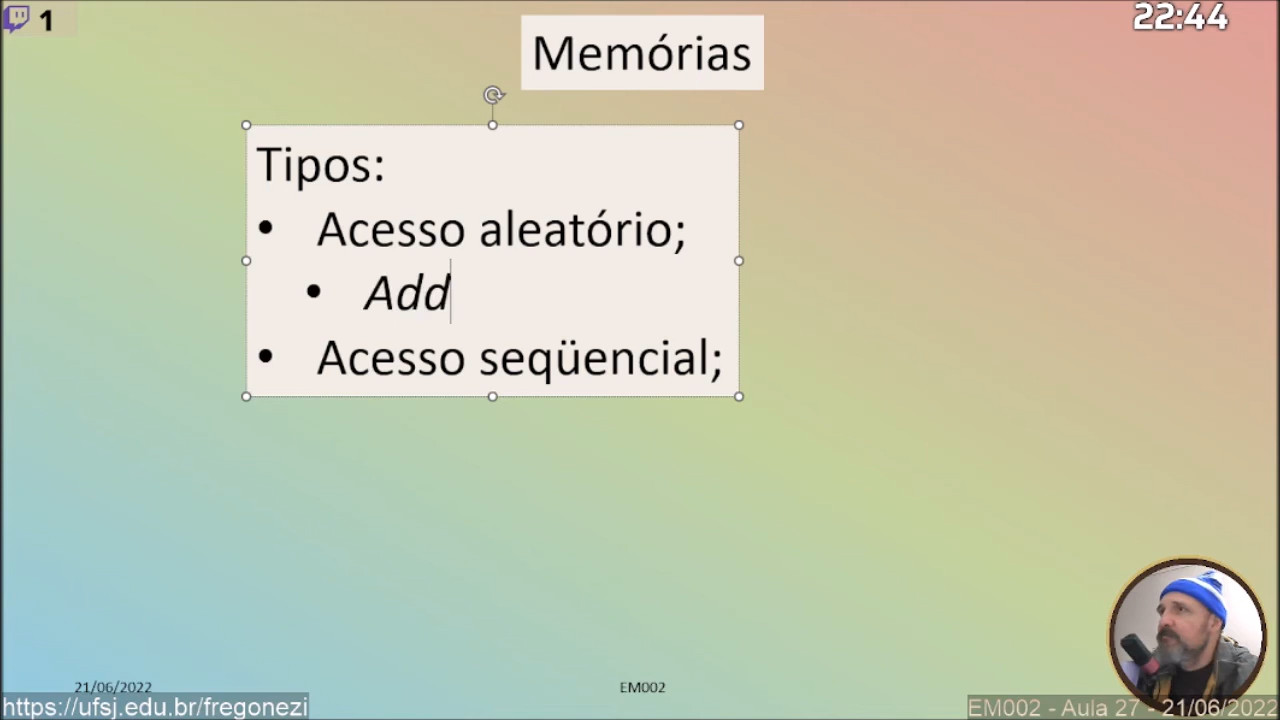 1
22:44
Memórias
Tipos:
• Acesso aleatório;
• Add
• Acesso seqüencial;
21/06/2022
EM002
https://ufsj.edu.br/fregonezi
EM002 - Aula 27 - 21/06/2022